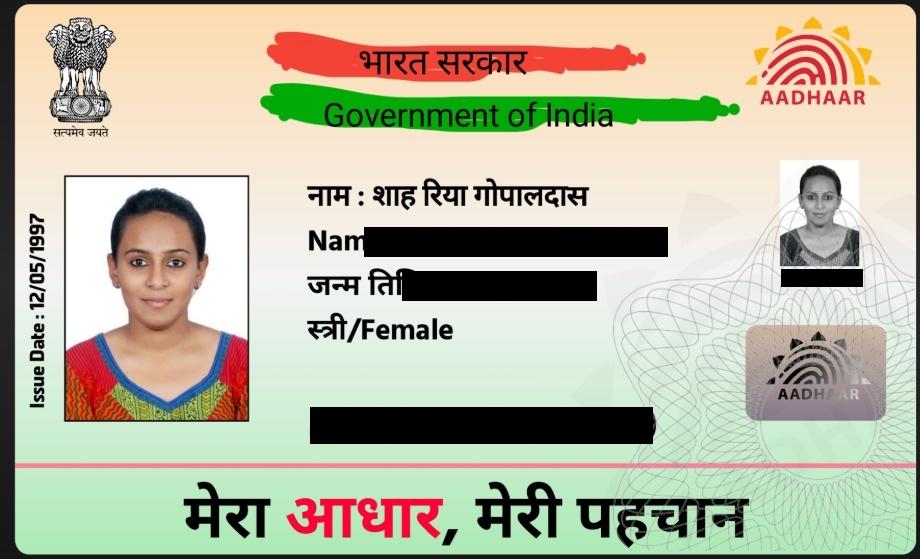 सत्यमेव जयते
भारत सरकार
Government of India
AADHAAR
Issue Date : 12/05/1997
नाम : शाह रिया गोपालदास
Nam
जन्म ति
स्त्री/Female
AADHAAR
मेरा आधार, मेरी पहचान